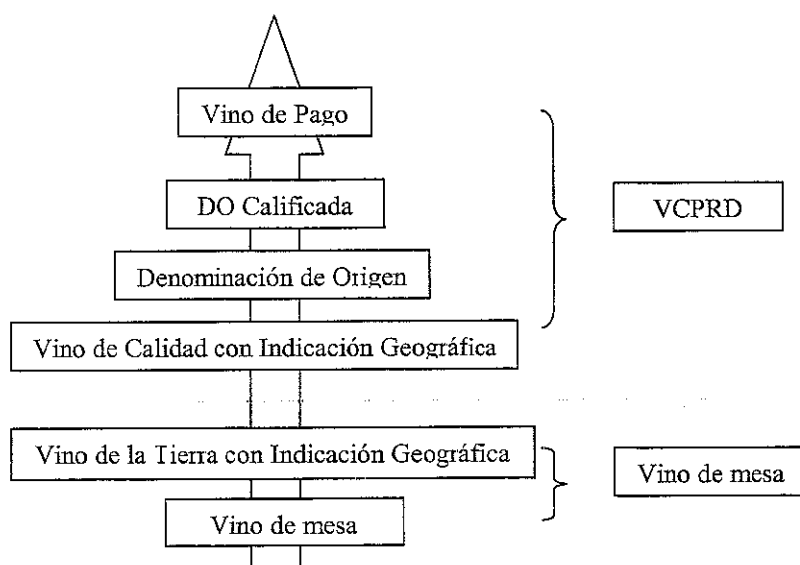 Vino de Pago
DO Calificada
VCPRD
Denominación de Origen
Vino de Calidad con Indicación Geográfica
Vino de la Tierra con Indicación Geográfica
Vino de mesa
Vino de mesa